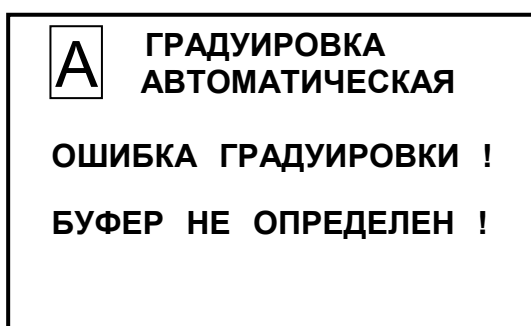 А ГРАДУИРОВКА
АВТОМАТИЧЕСКАЯ
ОШИБКА ГРАДУИРОВКИ !
БУФЕР НЕ ОПРЕДЕЛЕН !